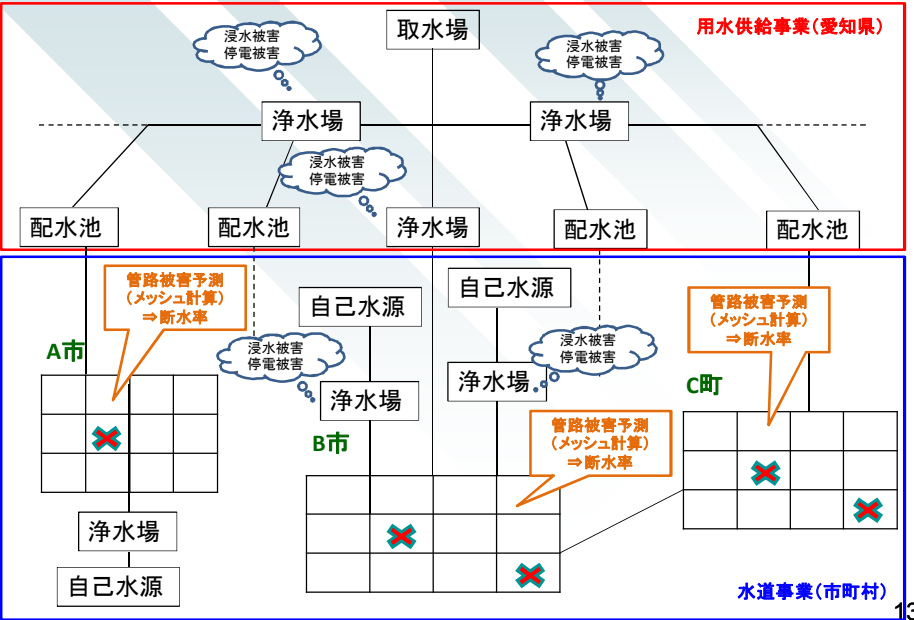 用水供給事業(愛知県)
取水場
浸水被害
停電被害
浸水被害
停電被害
浄水場
浄水場
浸水被害
停電被害
配水池
配水池
浄水場
配水池
配水池
管路被害予測
(メッシュ計算)
⇒断水率
自己水源
自己水源
管路被害予測
(メッシュ計算)
⇒断水率
A市
浸水被害
停電被害
浸水被害
停電被害
浄水場
浄水場
C町
B市
管路被害予測
(メッシュ計算)
⇒断水率
浄水場
自己水源
水道事業(市町村)
13